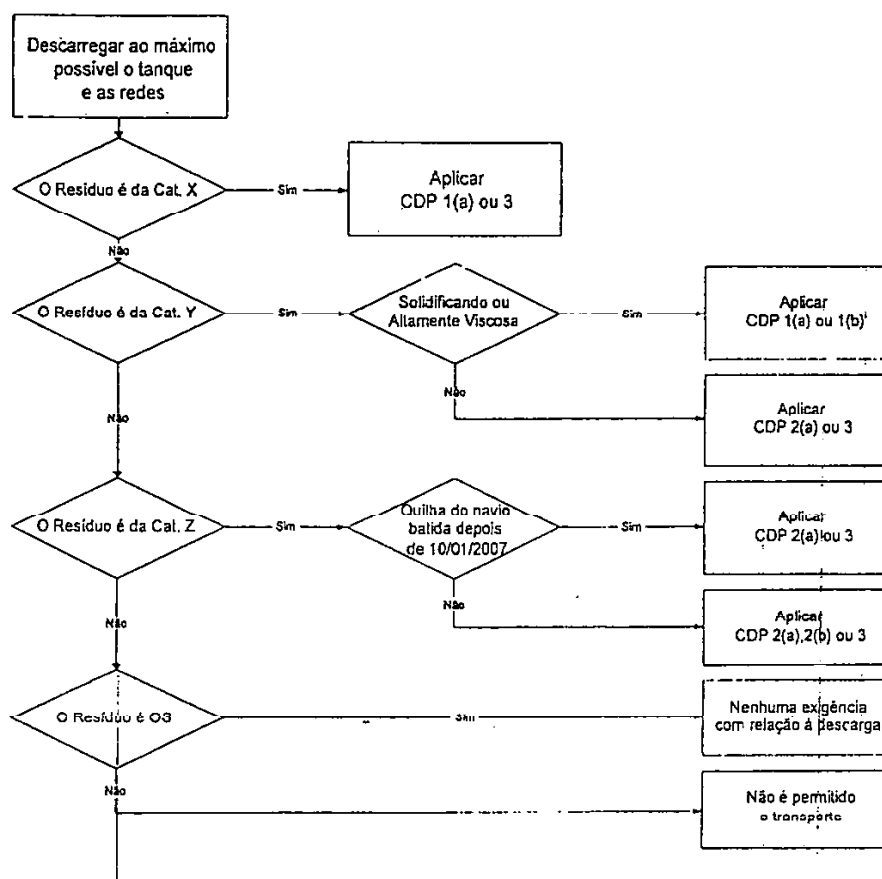 Descarregar ao máximo
possível o tanque
e as redes
O Resíduo é da Cat. X
Sim
Aplicar
CDP 1(a) ou 3
Não
O Resíduo é da Cat. Y
Sim
Solidificando ou
Altamente Viscosa
Sim
Aplicar
CDP 1(a) ou 1(b)
Não
Não
Aplicar
CDP 2(a) ou 3
O Resíduo é da Cat. Z
Sim
Quilha do navio
batida depois
de 10/01/2007
Sim
Aplicar
CDP 2(a) ou 3
Não
Não
Aplicar
CDP 2(a),2(b) ou 3
O Resíduo é O3
Sim
Nenhuma exigência
com relação à descarga
Não
Não é permitido
o transporte